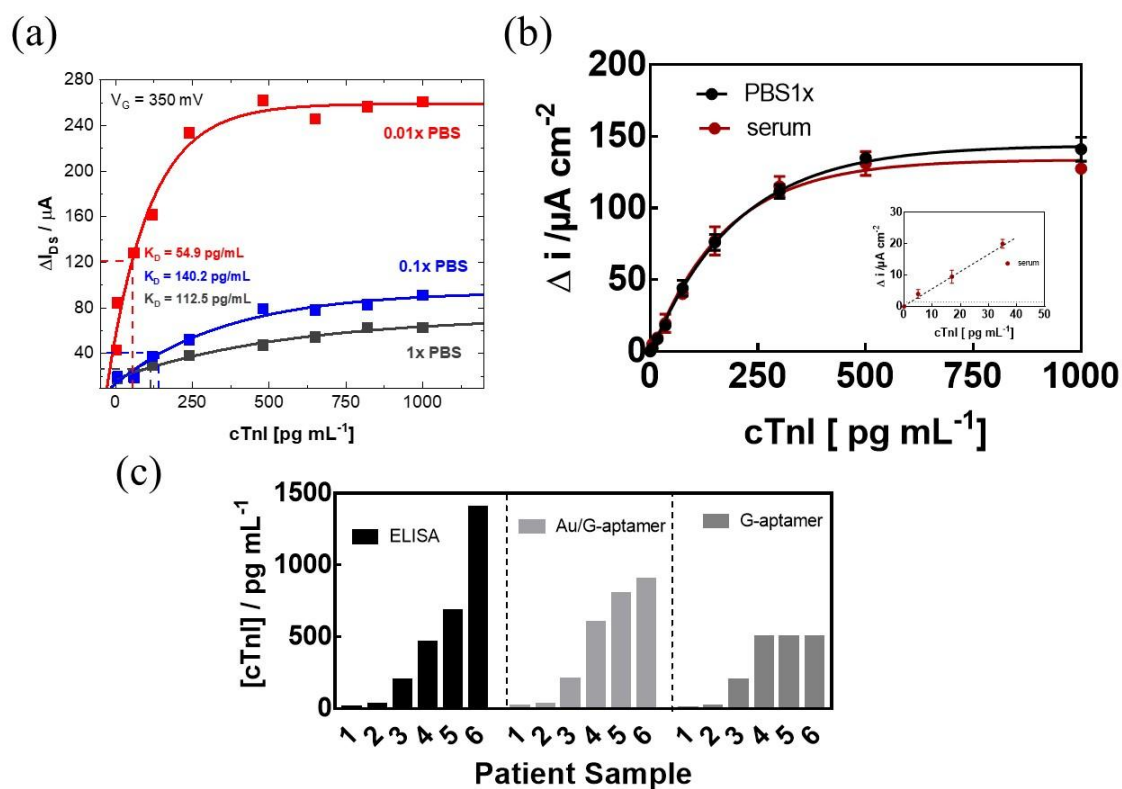 (a)
280
240
200
160
120
80
40
ΔI_DS / μA
V_G = 350 mV
0.01x PBS
K_D = 54.9 pg/mL
K_D = 140.2 pg/mL
K_D = 112.5 pg/mL
0.1x PBS
1x PBS
0 250 500 750 1000
cTnI [pg mL⁻¹]
(b)
200
150
100
50
0
Δ i /μA cm⁻²
PBS1x
serum
30
20
10
0
Δ i /μA cm⁻²
serum
0 10 20 30 40 50
cTnI [ pg mL⁻¹]
0 250 500 750 1000
cTnI [ pg mL⁻¹]
(c)
1500
1000
500
0
[cTnI] / pg mL⁻¹
ELISA Au/G-aptamer G-aptamer
1 2 3 4 5 6 1 2 3 4 5 6 1 2 3 4 5 6
Patient Sample